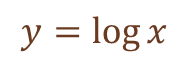 y = log x